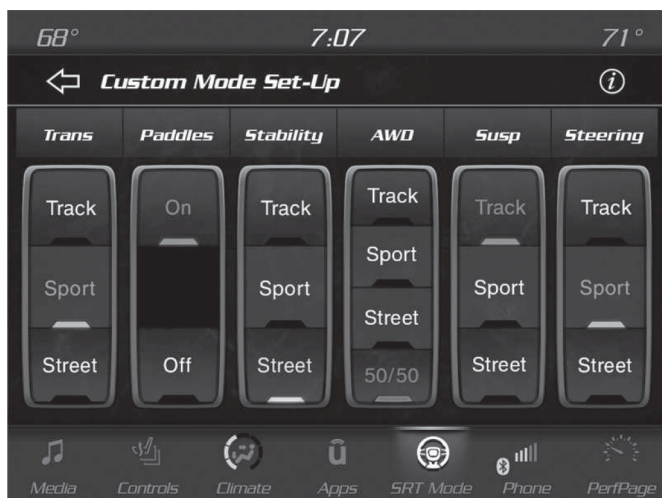 68° 7:07 71°
Custom Mode Set-Up i
Trans Paddles Stability AWD Susp Steering
Track On Track Track Track Track
Sport
Sport Sport Sport Sport
Street
Street Off Street 50/50 Street Street
Media Controls Climate Apps SRT Mode Phone PerfPage